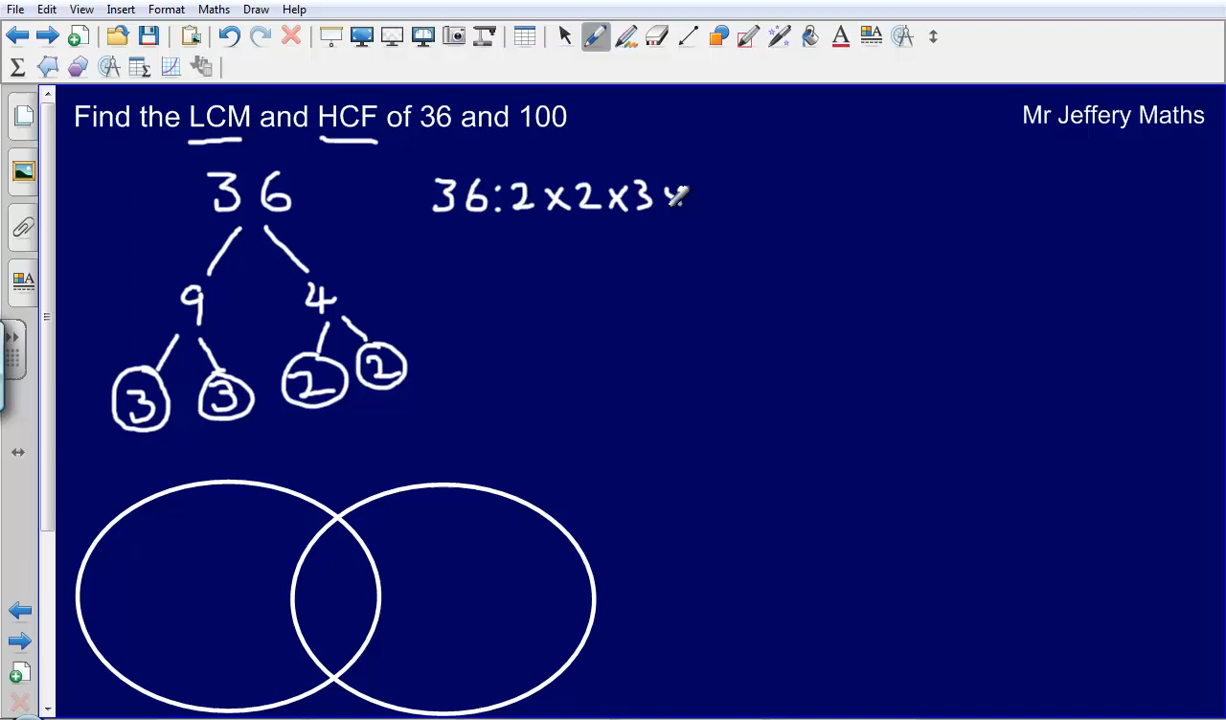 File Edit View Insert Format Maths Draw Help
Find the LCM and HCF of 36 and 100
Mr Jeffery Maths
36
36:2×2×3×
9 4
3 3 2 2